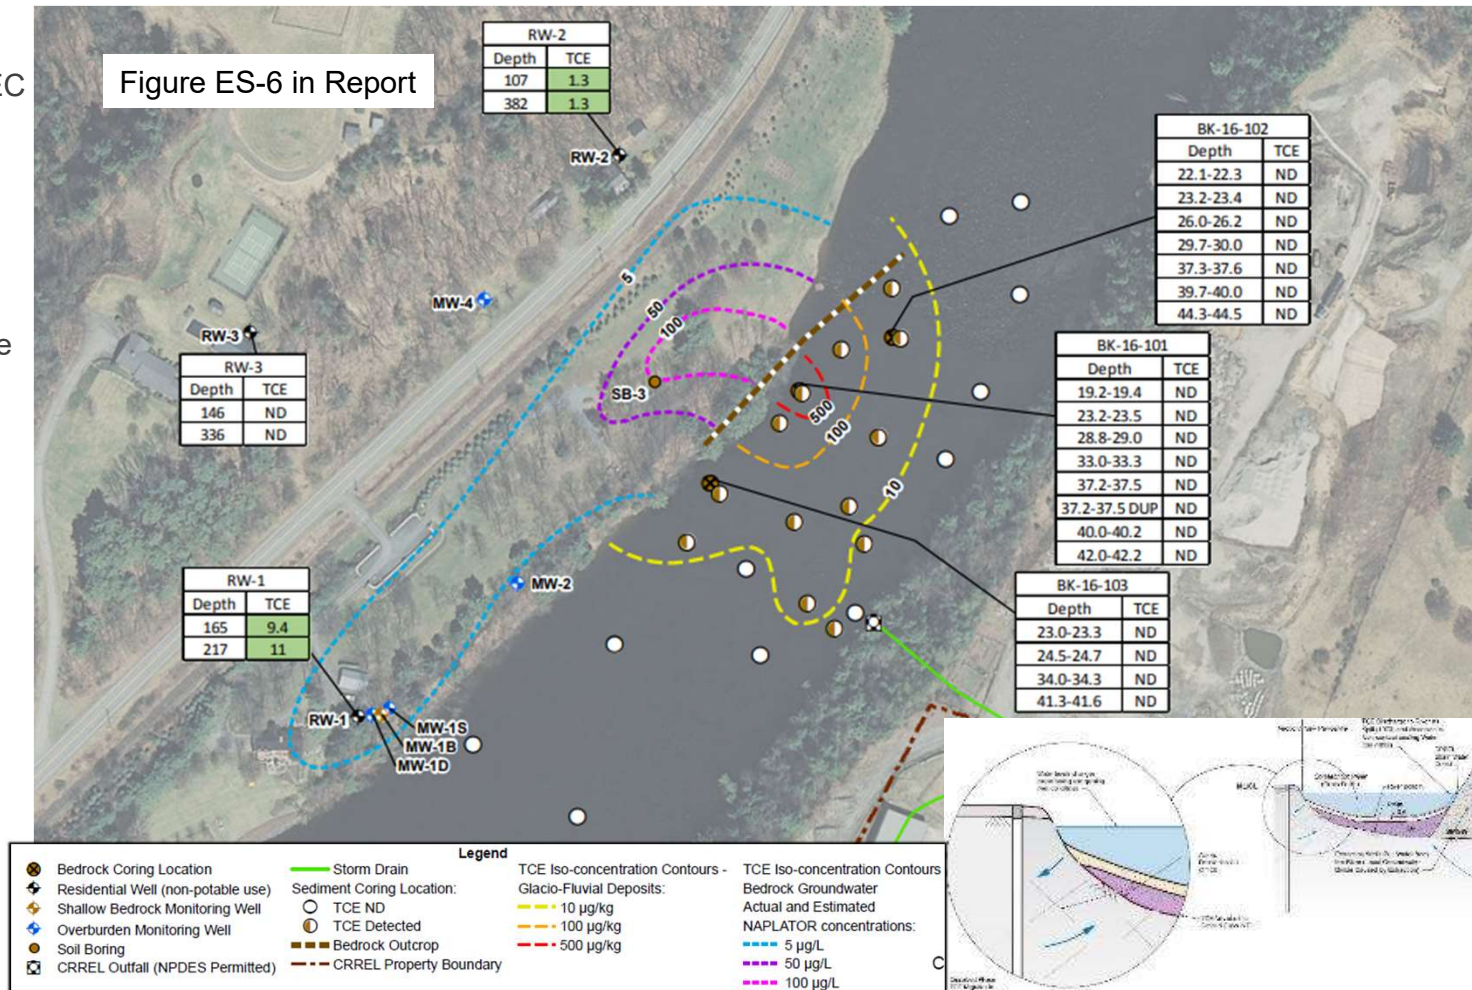 EC
e
Figure ES-6 in Report
RW-2
Depth TCE
107 1.3
382 1.3
RW-2
BK-16-102
Depth TCE
22.1-22.3 ND
23.2-23.4 ND
26.0-26.2 ND
29.7-30.0 ND
37.3-37.6 ND
39.7-40.0 ND
44.3-44.5 ND
5
50
100
MW-4
RW-3
RW-3
Depth TCE
146 ND
336 ND
SB-3
500
100
10
BK-16-101
Depth TCE
19.2-19.4 ND
23.2-23.5 ND
28.8-29.0 ND
33.0-33.3 ND
37.2-37.5 ND
37.2-37.5 DUP ND
40.0-40.2 ND
42.0-42.2 ND
RW-1
Depth TCE
165 9.4
217 11
MW-2
BK-16-103
Depth TCE
23.0-23.3 ND
24.5-24.7 ND
34.0-34.3 ND
41.3-41.6 ND
RW-1
MW-1S
MW-1B
MW-1D
Legend
Bedrock Coring Location
Residential Well (non-potable use)
Shallow Bedrock Monitoring Well
Overburden Monitoring Well
Soil Boring
CRREL Outfall (NPDES Permitted)
Storm Drain
Sediment Coring Location:
TCE ND
TCE Detected
Bedrock Outcrop
CRREL Property Boundary
TCE Iso-concentration Contours -
Glacio-Fluvial Deposits:
10 µg/kg
100 µg/kg
500 µg/kg
TCE Iso-concentration Contours
Bedrock Groundwater
Actual and Estimated
NAPLATOR concentrations:
5 µg/L
50 µg/L
100 µg/L
C